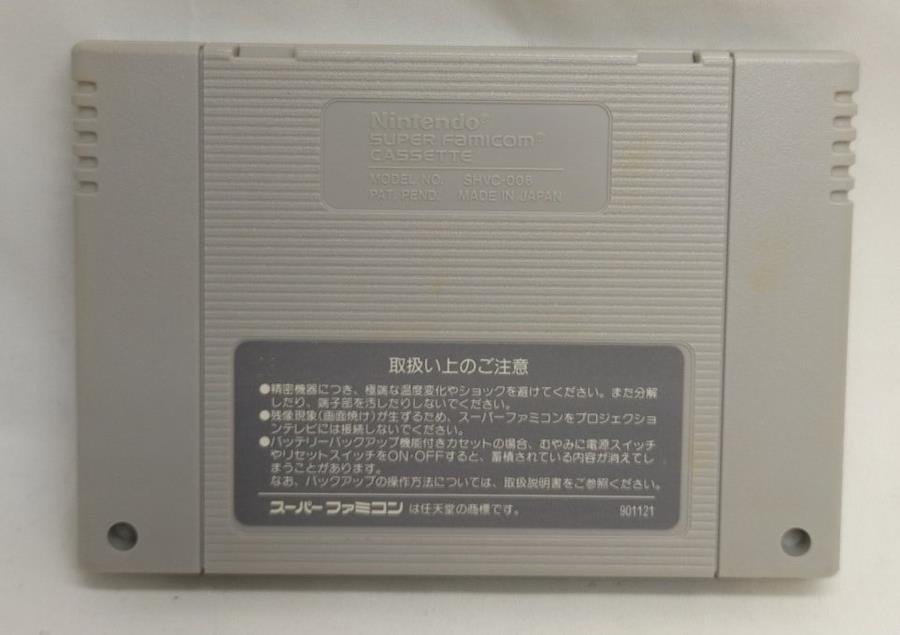 Nintendo®
SUPER Famicom®
CASSETTE
MODEL NO. SHVC-006
PAT. PEND. MADE IN JAPAN
取扱い上のご注意
●精密機器につき、極端な温度変化やショックを避けてください。また分解
したり、端子部を汚したりしないでください。
●残像現象(画面焼け)が生ずるため、スーパーファミコンをプロジェクショ
ンテレビには接続しないでください。
●バッテリーバックアップ機能付きカセットの場合、むやみに電源スイッチ
やリセットスイッチをON・OFFすると、蓄積されている内容が消えてし
まうことがあります。
なお、バックアップの操作方法については、取扱説明書をご参照ください。
スーパーファミコン は任天堂の商標です。 901121